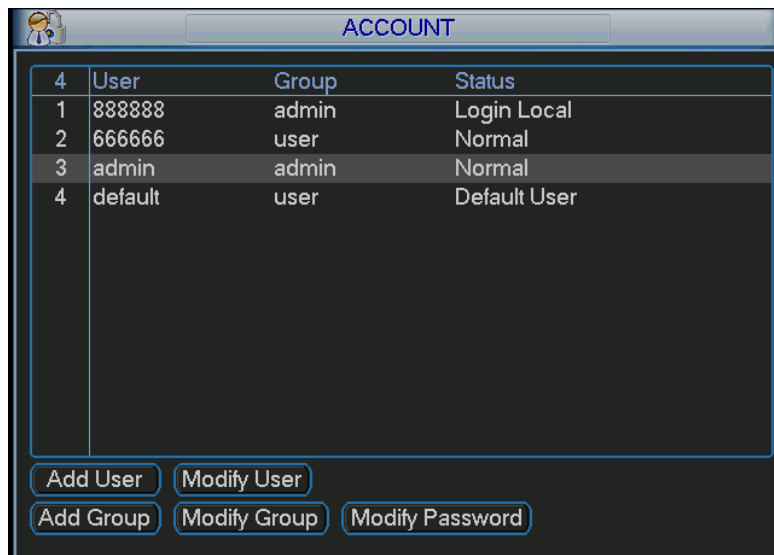 ACCOUNT
4 User Group Status
1 888888 admin Login Local
2 666666 user Normal
3 admin admin Normal
4 default user Default User
Add User Modify User
Add Group Modify Group Modify Password